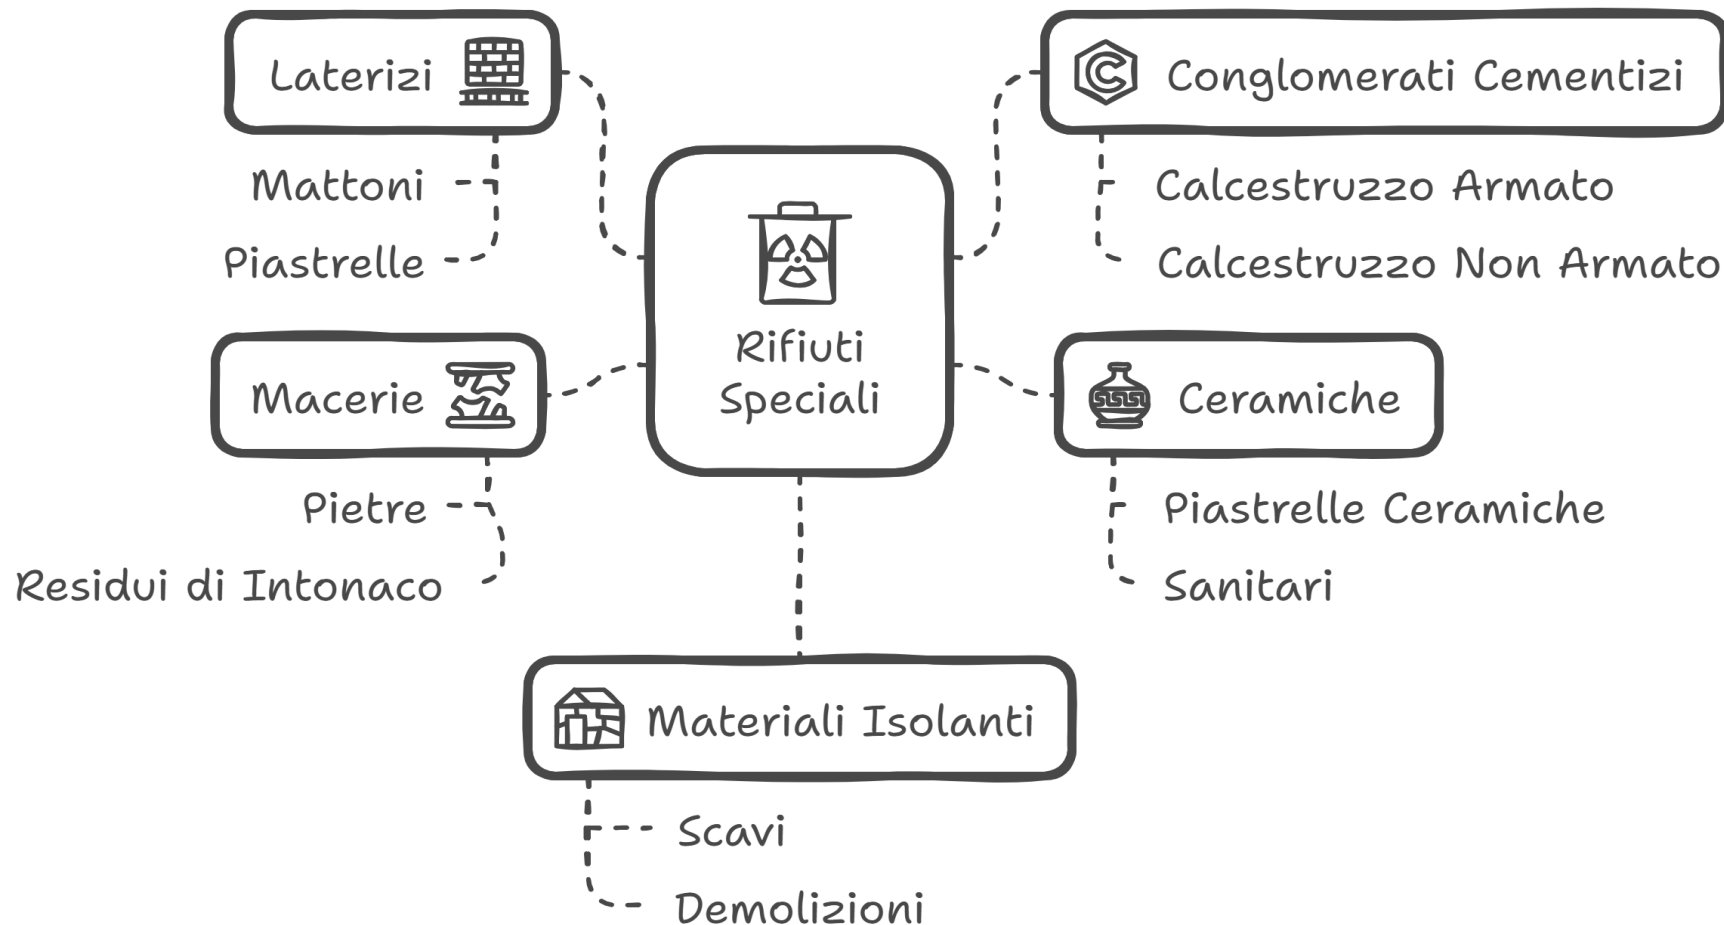 Laterizi
Mattoni
Piastrelle
Macerie
Pietre
Residui di Intonaco
Rifiuti
Speciali
Conglomerati Cementizi
Calcestruzzo Armato
Calcestruzzo Non Armato
Ceramiche
Piastrelle Ceramiche
Sanitari
Materiali Isolanti
Scavi
Demolizioni